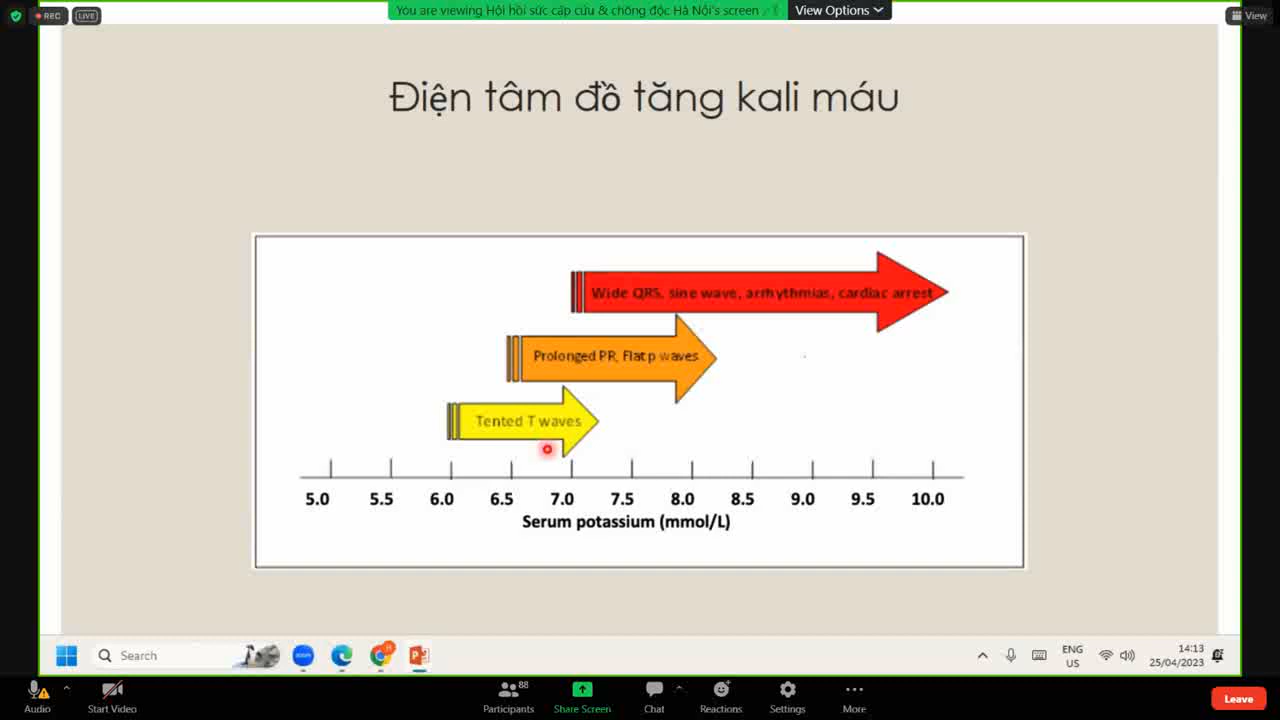 REC
LIVE
You are viewing Hội hồi sức cấp cứu & chống độc Hà Nội's screen
View Options
View
Điện tâm đồ tăng kali máu
Wide QRS, sine wave, arrhythmias, cardiac arrest
Prolonged PR, Flat p waves
Tented T waves
5.0 5.5 6.0 6.5 7.0 7.5 8.0 8.5 9.0 9.5 10.0
Serum potassium (mmol/L)
Search
zoom
ENG
US
14:13
25/04/2023
Audio
Start Video
88
Participants
Share Screen
Chat
Reactions
Settings
More
Leave